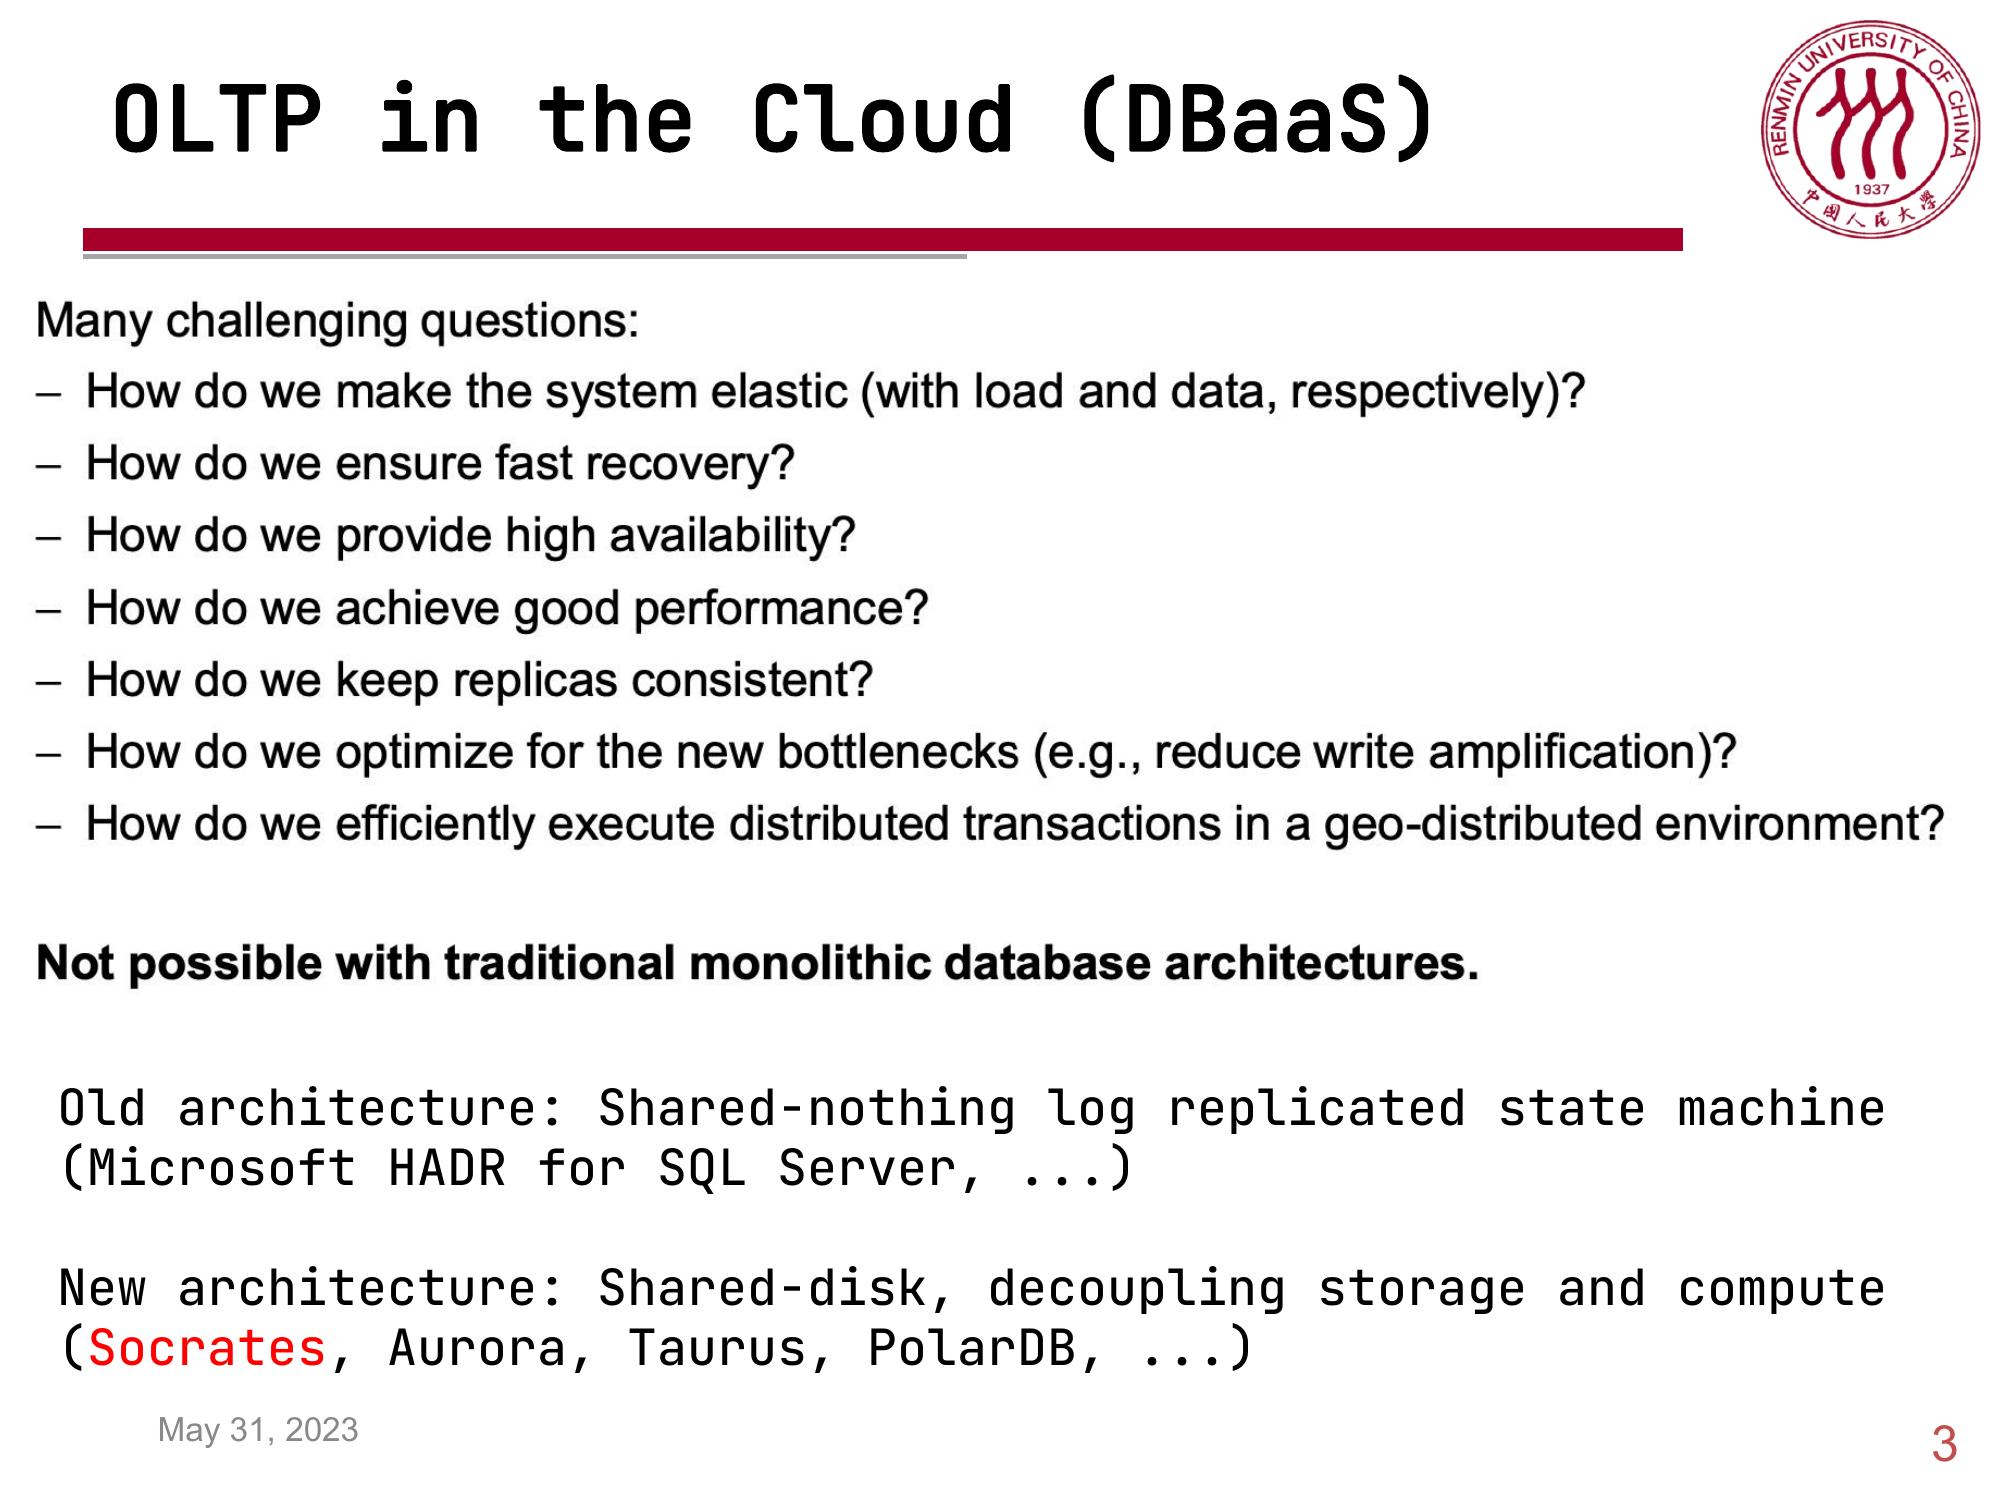 OLTP in the Cloud (DBaaS)
RENMIN UNIVERSITY OF CHINA
1937
中国人民大学
Many challenging questions:
– How do we make the system elastic (with load and data, respectively)?
– How do we ensure fast recovery?
– How do we provide high availability?
– How do we achieve good performance?
– How do we keep replicas consistent?
– How do we optimize for the new bottlenecks (e.g., reduce write amplification)?
– How do we efficiently execute distributed transactions in a geo-distributed environment?
Not possible with traditional monolithic database architectures.
Old architecture: Shared-nothing log replicated state machine
(Microsoft HADR for SQL Server, ...)
New architecture: Shared-disk, decoupling storage and compute
(Socrates, Aurora, Taurus, PolarDB, ...)
May 31, 2023
3